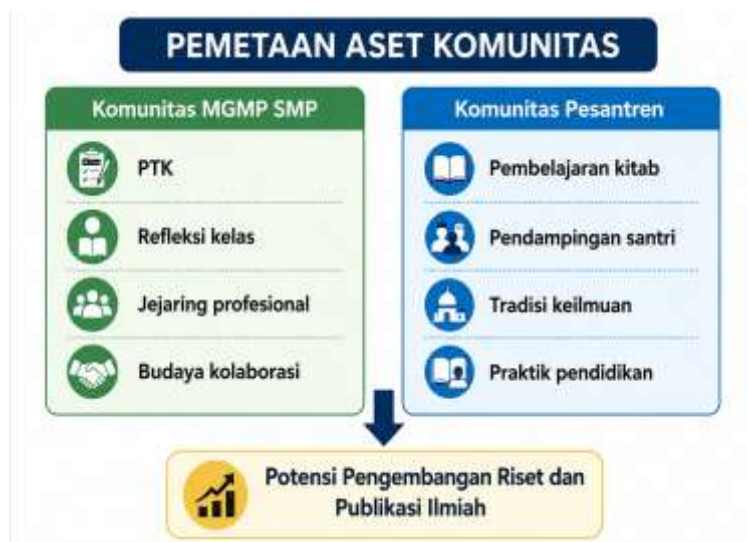 PEMETAAN ASET KOMUNITAS
Komunitas MGMP SMP
PTK
Refleksi kelas
Jejaring profesional
Budaya kolaborasi
Komunitas Pesantren
Pembelajaran kitab
Pendampingan santri
Tradisi keilmuan
Praktik pendidikan
Potensi Pengembangan Riset dan
Publikasi Ilmiah